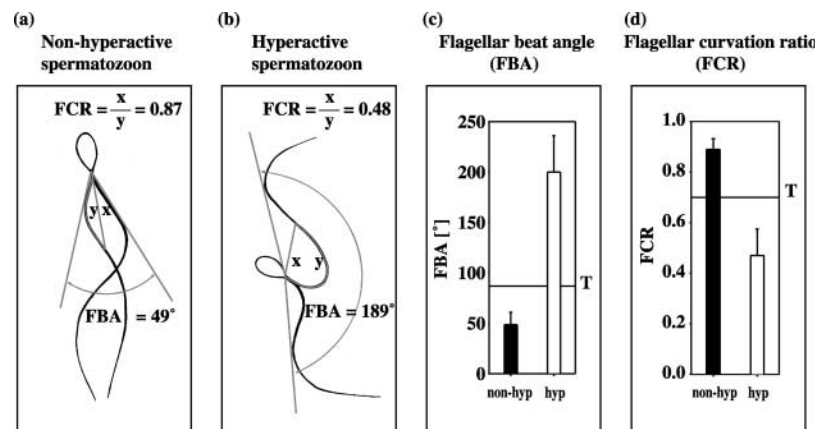 (a)
Non-hyperactive
spermatozoon
FCR = x/y = 0.87
y x
FBA = 49°
(b)
Hyperactive
spermatozoon
FCR = x/y = 0.48
x y
FBA = 189°
(c)
Flagellar beat angle
(FBA)
250
200
150
100
50
0
FBA [°]
T
non-hyp hyp
(d)
Flagellar curvation ratio
(FCR)
1.0
0.8
0.6
0.4
0.2
0.0
FCR
T
non-hyp hyp